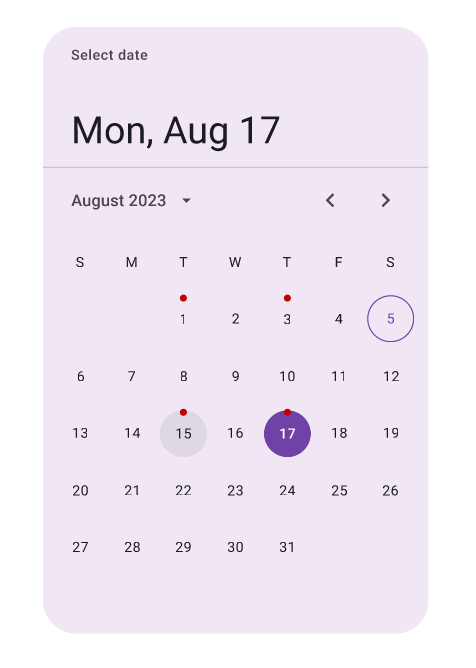 Select date
Mon, Aug 17
August 2023
S M T W T F S
1 2 3 4 5
6 7 8 9 10 11 12
13 14 15 16 17 18 19
20 21 22 23 24 25 26
27 28 29 30 31